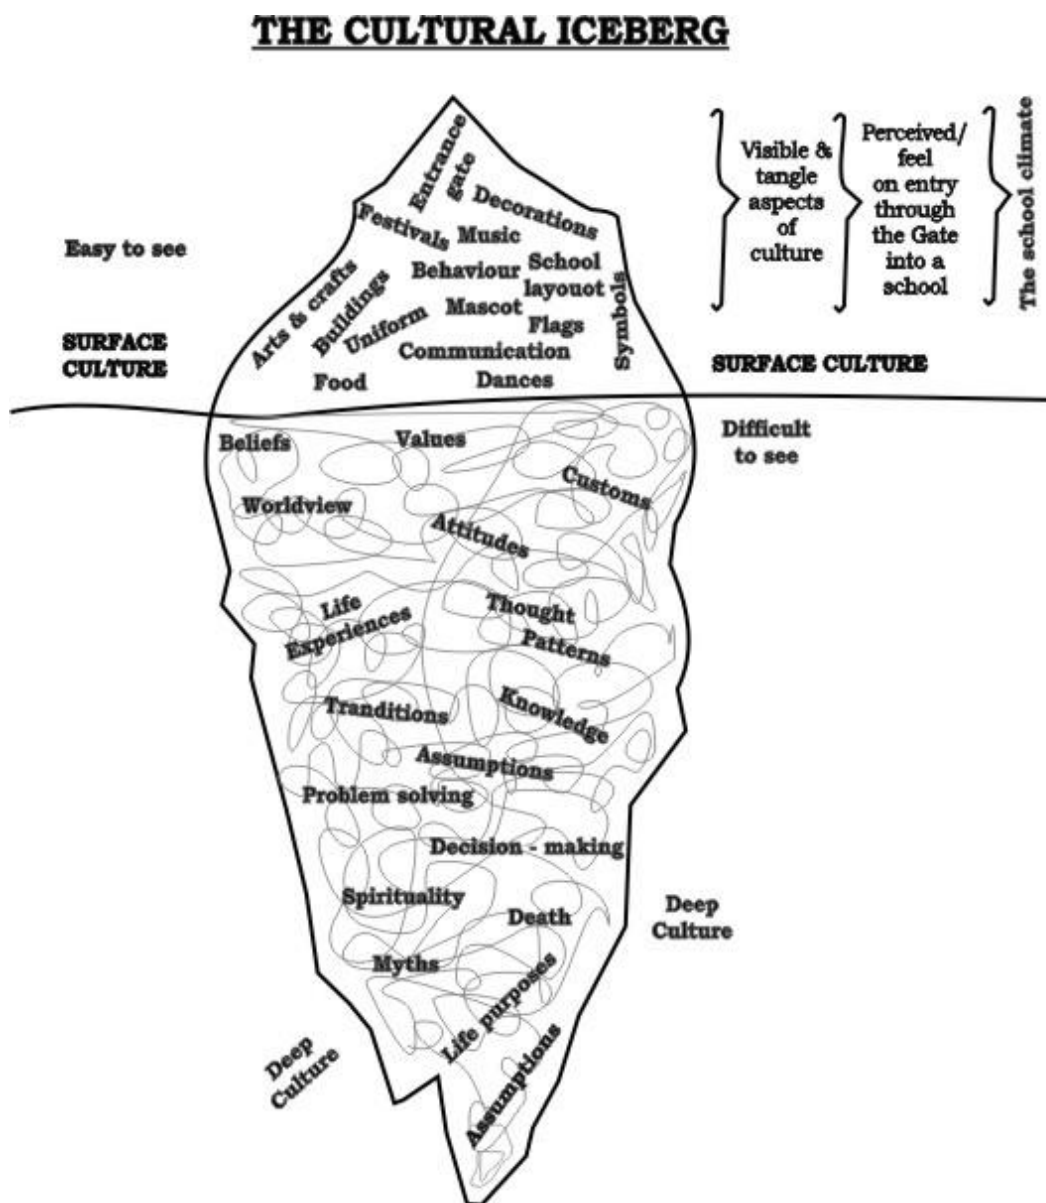 THE CULTURAL ICEBERG
Entrance
gate
Decorations
Festivals
Music
Easy to see
Arts & crafts
Buildings
Behaviour
School
layouot
Symbols
Mascot
Uniform
Flags
Communication
Food
Dances
SURFACE
CULTURE
Visible &
tangle
aspects
of
culture
Perceived/
feel
on entry
through
the Gate
into a
school
The school climate
SURFACE CULTURE
Difficult
to see
Beliefs
Values
Customs
Worldview
Attitudes
Life
Experiences
Thought
Patterns
Tranditions
Knowledge
Assumptions
Problem solving
Decision - making
Spirituality
Death
Deep
Culture
Myths
Life purposes
Deep
Culture
Assumptions